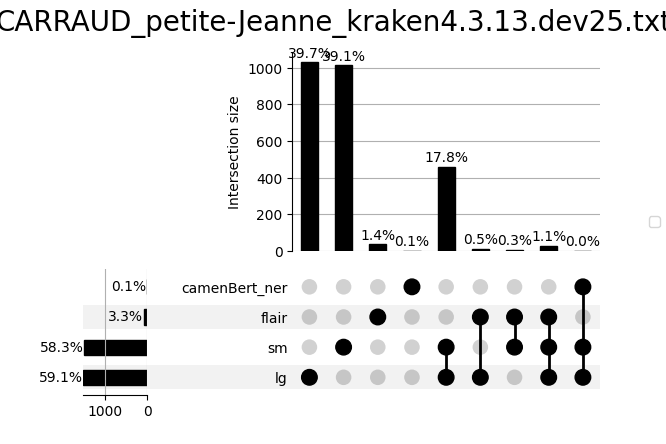 CARRAUD_petite-Jeanne_kraken4.3.13.dev25.txt
39.7% 39.1%
1000
800
600
400
200
0
Intersection size
17.8%
1.4% 0.1% 0.5% 0.3% 1.1% 0.0%
0.1% camenBert_ner
3.3% flair
58.3% sm
59.1% lg
1000 0